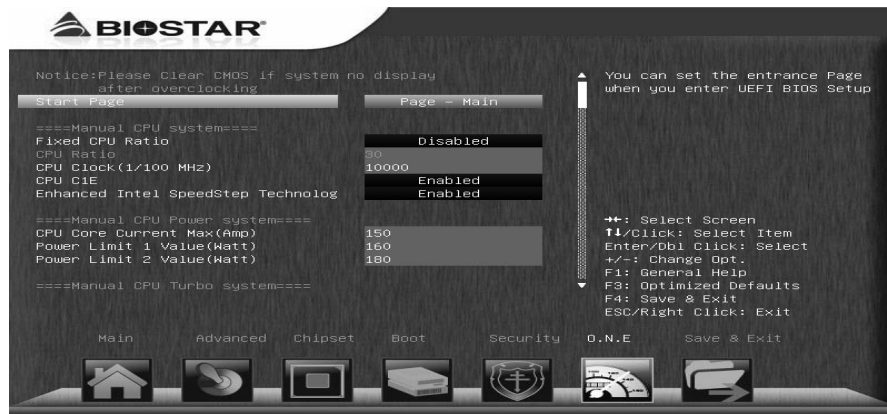 BIOSTAR
Notice:Please Clear CMOS if system no display
after overclocking
Start Page Page - Main
====Manual CPU system====
Fixed CPU Ratio Disabled
CPU Ratio 30
CPU Clock(1/100 MHz) 10000
CPU C1E Enabled
Enhanced Intel SpeedStep Technolog Enabled
====Manual CPU Power system====
CPU Core Current Max(Amp) 150
Power Limit 1 Value(Watt) 160
Power Limit 2 Value(Watt) 180
====Manual CPU Turbo system====
You can set the entrance Page
when you enter UEFI BIOS Setup
→←: Select Screen
↑↓/Click: Select Item
Enter/Dbl Click: Select
+/-: Change Opt.
F1: General Help
F3: Optimized Defaults
F4: Save & Exit
ESC/Right Click: Exit
Main Advanced Chipset Boot Security O.N.E Save & Exit